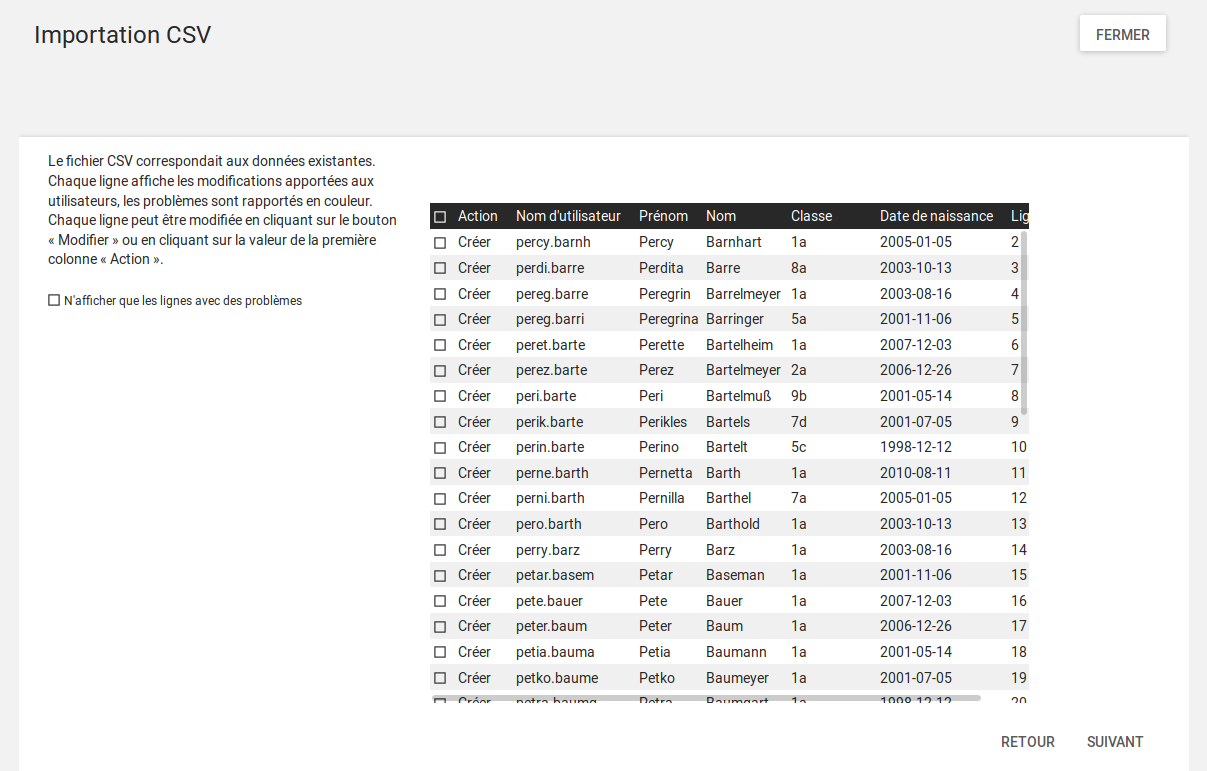 Importation CSV
FERMER
Le fichier CSV correspondait aux données existantes.
Chaque ligne affiche les modifications apportées aux
utilisateurs, les problèmes sont rapportés en couleur.
Chaque ligne peut être modifiée en cliquant sur le bouton
« Modifier » ou en cliquant sur la valeur de la première
colonne « Action ».
N'afficher que les lignes avec des problèmes
Action Nom d'utilisateur Prénom Nom Classe Date de naissance Lig
Créer percy.barnh Percy Barnhart 1a 2005-01-05 2
Créer perdi.barre Perdita Barre 8a 2003-10-13 3
Créer pereg.barre Peregrin Barrelmeyer 1a 2003-08-16 4
Créer pereg.barri Peregrina Barringer 5a 2001-11-06 5
Créer peret.barte Perette Bartelheim 1a 2007-12-03 6
Créer perez.barte Perez Bartelmeyer 2a 2006-12-26 7
Créer peri.barte Peri Bartelmuß 9b 2001-05-14 8
Créer perik.barte Perikles Bartels 7d 2001-07-05 9
Créer perin.barte Perino Bartelt 5c 1998-12-12 10
Créer perne.barth Pernetta Barth 1a 2010-08-11 11
Créer perni.barth Pernilla Barthel 7a 2005-01-05 12
Créer pero.barth Pero Barthold 1a 2003-10-13 13
Créer perry.barz Perry Barz 1a 2003-08-16 14
Créer petar.basem Petar Baseman 1a 2001-11-06 15
Créer pete.bauer Pete Bauer 1a 2007-12-03 16
Créer peter.baum Peter Baum 1a 2006-12-26 17
Créer petia.bauma Petia Baumann 1a 2001-05-14 18
Créer petko.baume Petko Baumeyer 1a 2001-07-05 19
Créer petra.baumg Petra Baumgart 1a 1998-12-12 20
RETOUR SUIVANT